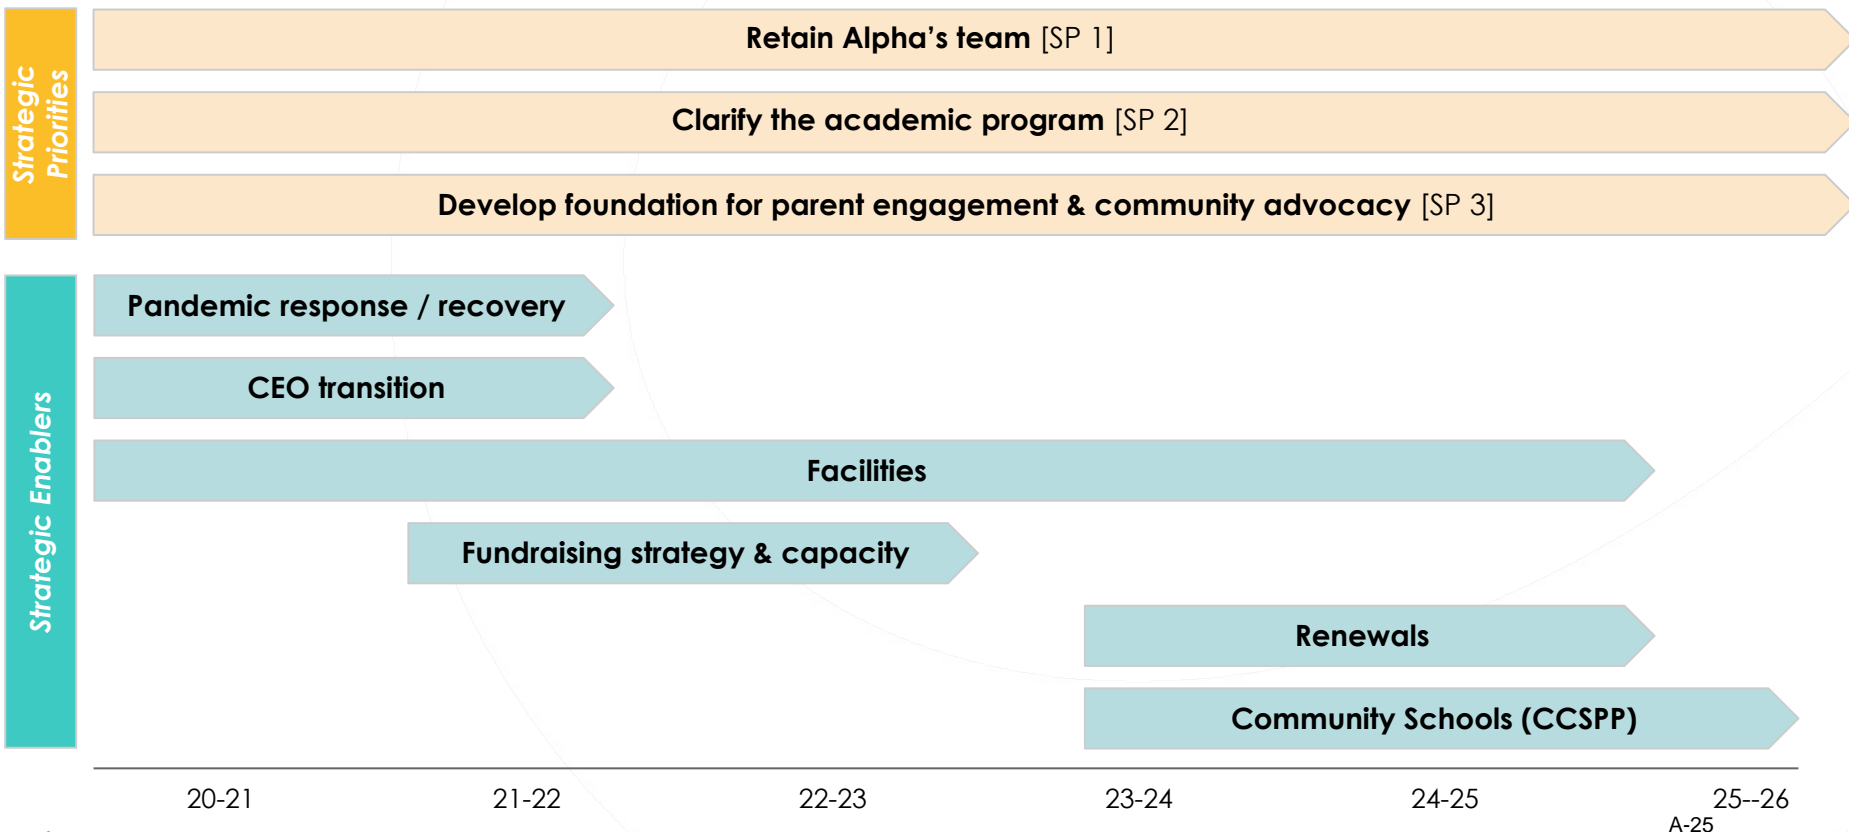 Strategic
Priorities
Retain Alpha's team [SP 1]
Clarify the academic program [SP 2]
Develop foundation for parent engagement & community advocacy [SP 3]
Strategic Enablers
Pandemic response / recovery
CEO transition
Facilities
Fundraising strategy & capacity
Renewals
Community Schools (CCSPP)
20-21 21-22 22-23 23-24 24-25 25--26
A-25